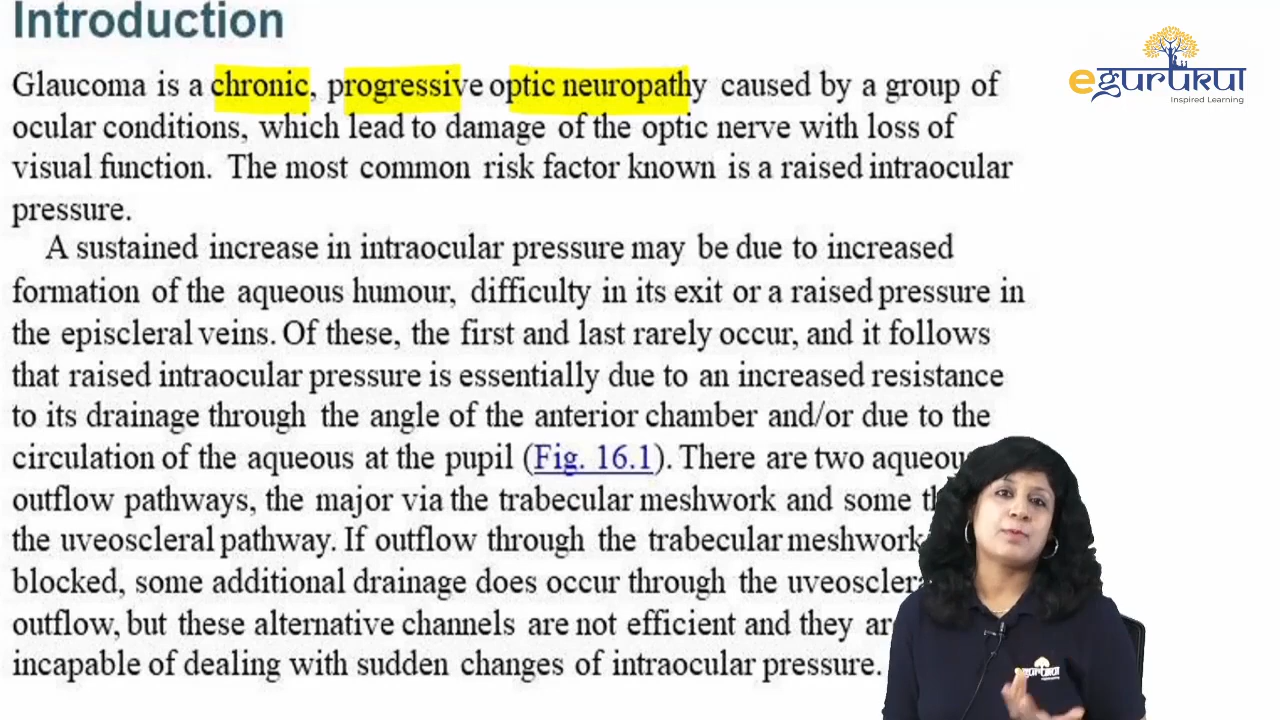 Introduction
eGurukul
Inspired Learning
Glaucoma is a chronic, progressive optic neuropathy caused by a group of
ocular conditions, which lead to damage of the optic nerve with loss of
visual function. The most common risk factor known is a raised intraocular
pressure.
A sustained increase in intraocular pressure may be due to increased
formation of the aqueous humour, difficulty in its exit or a raised pressure in
the episcleral veins. Of these, the first and last rarely occur, and it follows
that raised intraocular pressure is essentially due to an increased resistance
to its drainage through the angle of the anterior chamber and/or due to the
circulation of the aqueous at the pupil (Fig. 16.1). There are two aqueous
outflow pathways, the major via the trabecular meshwork and some
the uveoscleral pathway. If outflow through the trabecular meshwork
blocked, some additional drainage does occur through the
outflow, but these alternative channels are not efficient and they
incapable of dealing with sudden changes of intraocular pressure.
eGurukul